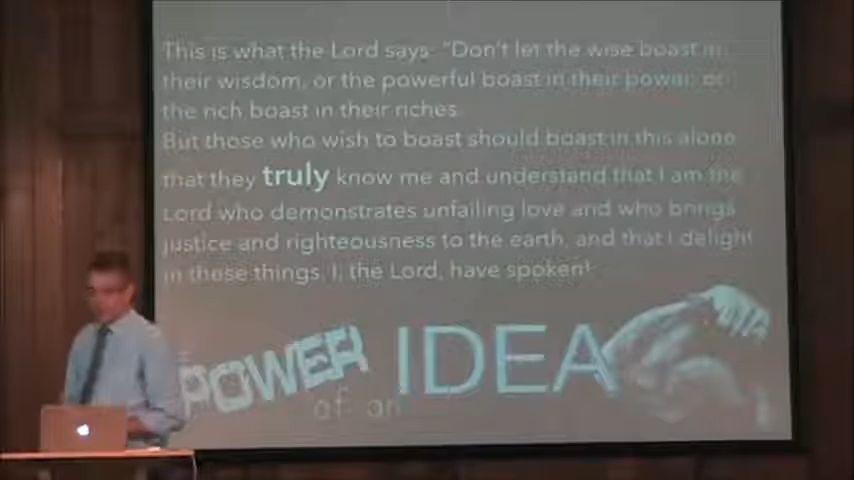 This is what the Lord says- "Don't let the wise boast in
their wisdom, or the powerful boast in their power, or
the rich boast in their riches.
But those who wish to boast should boast in this alone
that they truly know me and understand that I am the
Lord who demonstrates unfailing love and who brings
justice and righteousness to the earth, and that I delight
in these things. I, the Lord, have spoken!
POWER
of an
IDEA